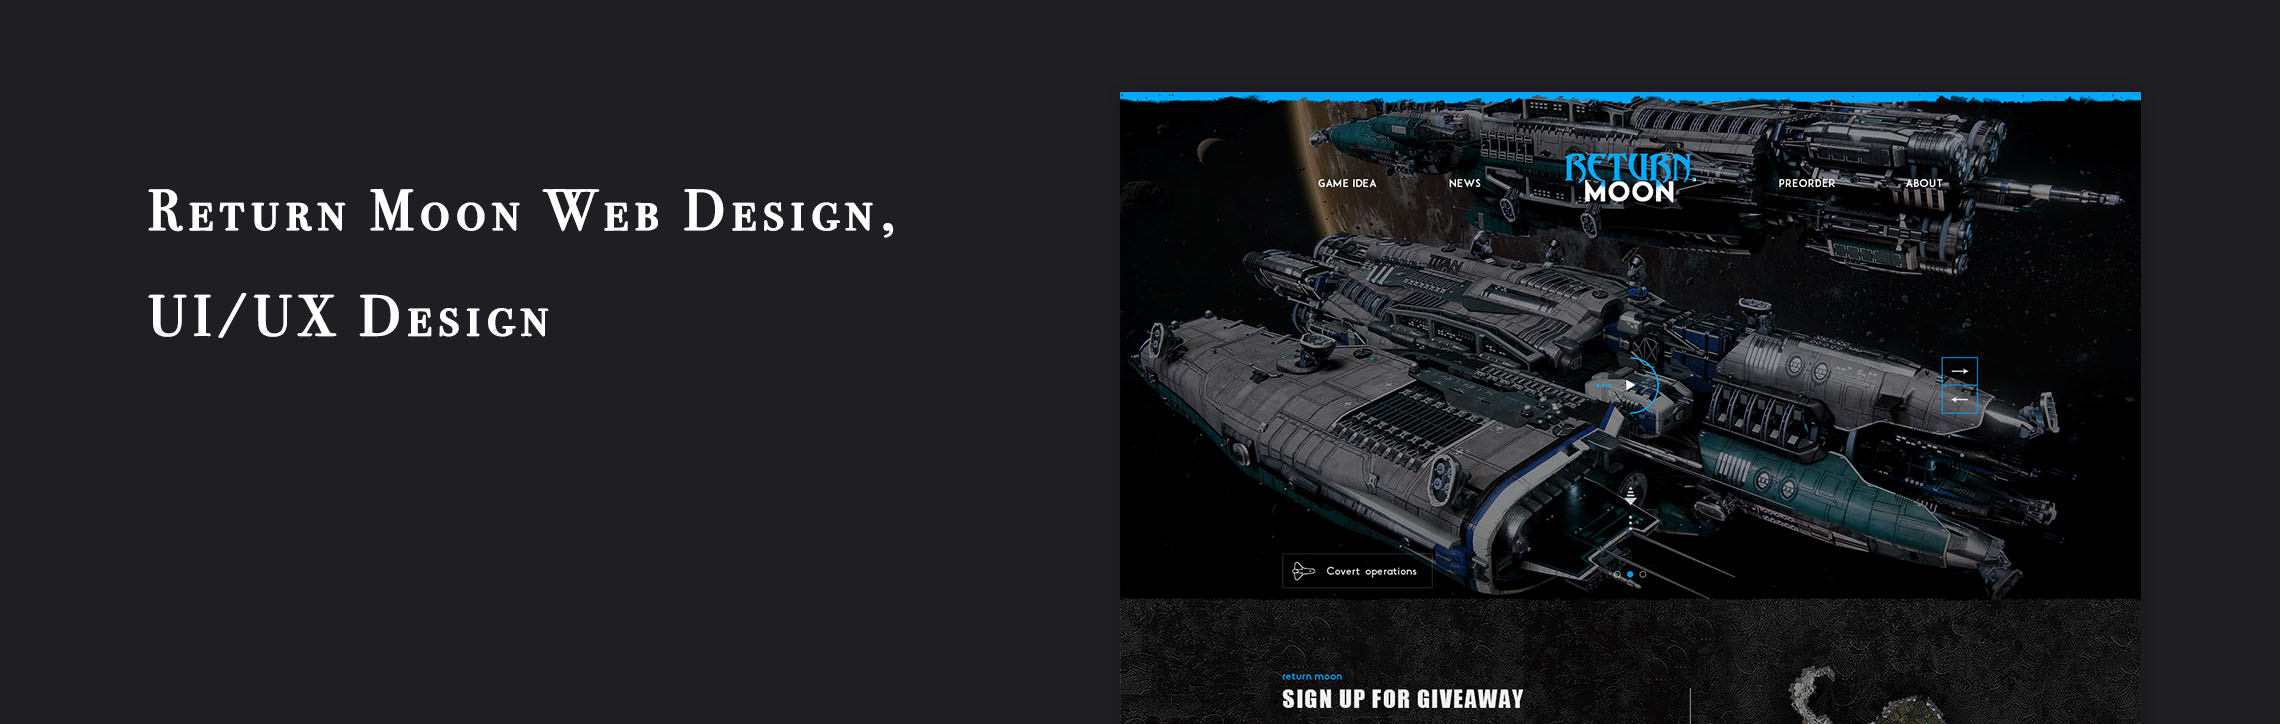 Return Moon Web Design,
UI/UX Design
GAME IDEA
NEWS
RETURN
MOON
PREORDER
ABOUT
TITAN
Covert operations
return moon
SIGN UP FOR GIVEAWAY